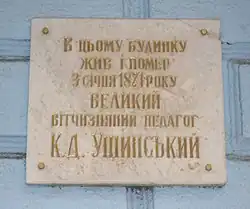 В ЦЬОМУ БУДИНКУ
ЖИВ І ПОМЕР
3 СІЧНЯ 1871 РОКУ
ВЕЛИКИЙ
ВІТЧИЗНЯНИЙ ПЕДАГОГ
К.Д. УШИНСЬКИЙ